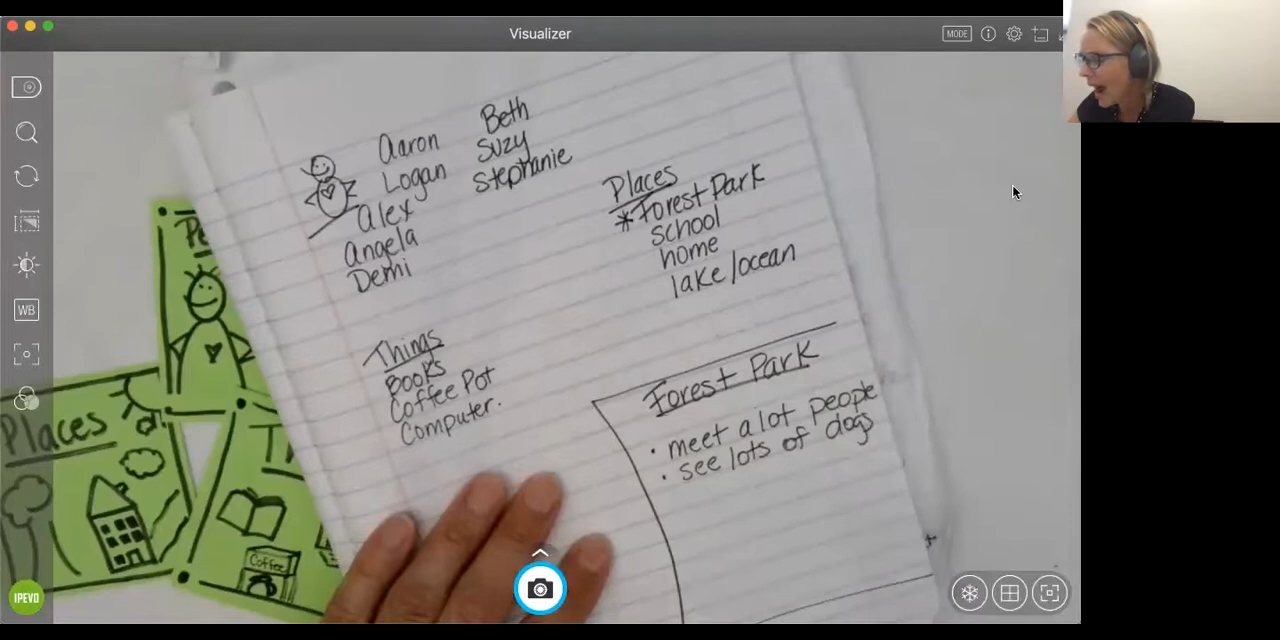 Visualizer
MODE
WB
IPEVO
Aaron
Logan
Alex
Angela
Demi
Beth
Suzy
Stephanie
Places
*Forest Park
school
home
lake/ocean
Things
Books
Coffee Pot
Computer.
Forest Park
· meet a lot people
· see lots of dogs
Places
Coffee